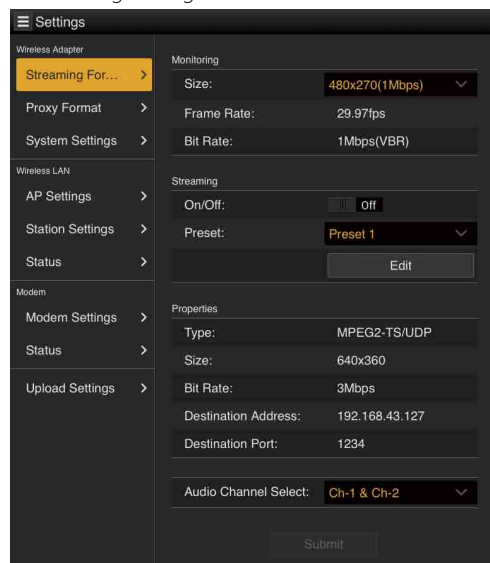 Settings
Wireless Adapter
Streaming For...
Proxy Format
System Settings
Wireless LAN
AP Settings
Station Settings
Status
Modem
Modem Settings
Status
Upload Settings
Monitoring
Size: 480x270(1Mbps)
Frame Rate: 29.97fps
Bit Rate: 1Mbps(VBR)
Streaming
On/Off: Off
Preset: Preset 1
Edit
Properties
Type: MPEG2-TS/UDP
Size: 640x360
Bit Rate: 3Mbps
Destination Address: 192.168.43.127
Destination Port: 1234
Audio Channel Select: Ch-1 & Ch-2
Submit